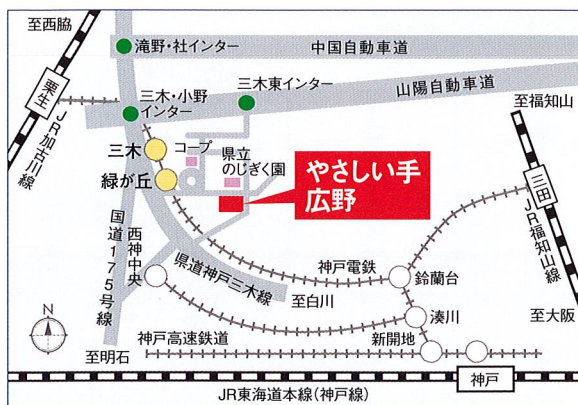 至西脇
滝野・社インター
中国自動車道
三木東インター
山陽自動車道
粟生
三木・小野
インター
至福知山
JR加古川線
三木
コープ
県立
のじぎく園
やさしい手
広野
緑が丘
三田
JR福知山線
国道175号線
西神中央
県道神戸三木線
神戸電鉄
鈴蘭台
至白川
至大阪
湊川
新開地
神戸高速鉄道
至明石
N
神戸
JR東海道本線(神戸線)